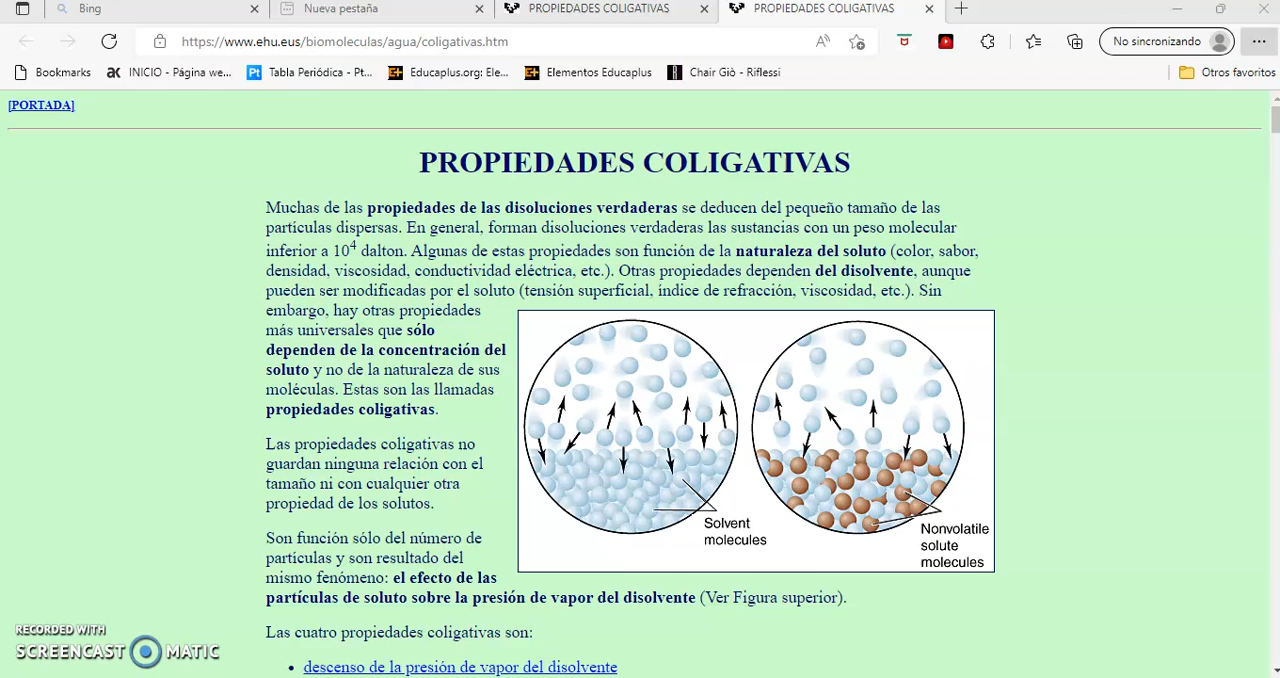 Bing
Nueva pestaña
PROPIEDADES COLIGATIVAS
PROPIEDADES COLIGATIVAS
https://www.ehu.eus/biomoleculas/agua/coligativas.htm
No sincronizando
Bookmarks
INICIO - Página we...
Tabla Periódica - Pt...
Educaplus.org: Ele...
Elementos Educaplus
Chair Giò - Riflessi
Otros favoritos
[PORTADA]
PROPIEDADES COLIGATIVAS
Muchas de las propiedades de las disoluciones verdaderas se deducen del pequeño tamaño de las
partículas dispersas. En general, forman disoluciones verdaderas las sustancias con un peso molecular
inferior a 10⁴ dalton. Algunas de estas propiedades son función de la naturaleza del soluto (color, sabor,
densidad, viscosidad, conductividad eléctrica, etc.). Otras propiedades dependen del disolvente, aunque
pueden ser modificadas por el soluto (tensión superficial, índice de refracción, viscosidad, etc.). Sin
embargo, hay otras propiedades
más universales que sólo
dependen de la concentración del
soluto y no de la naturaleza de sus
moléculas. Estas son las llamadas
propiedades coligativas.
Las propiedades coligativas no
guardan ninguna relación con el
tamaño ni con cualquier otra
propiedad de los solutos.
Son función sólo del número de
partículas y son resultado del
mismo fenómeno: el efecto de las
partículas de soluto sobre la presión de vapor del disolvente (Ver Figura superior).
Solvent
molecules
Nonvolatile
solute
molecules
Las cuatro propiedades coligativas son:
• descenso de la presión de vapor del disolvente
RECORDED WITH
SCREENCAST MATIC